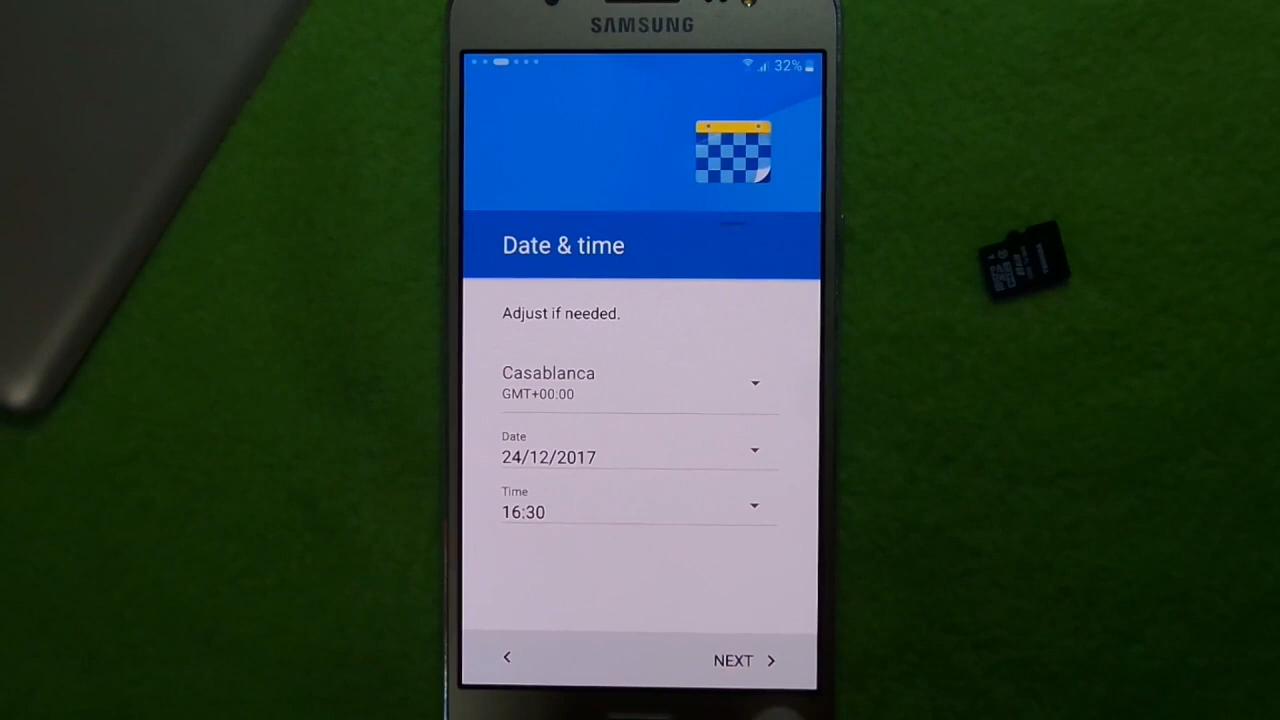 SAMSUNG
32%
Date & time
Adjust if needed.
Casablanca
GMT+00:00
Date
24/12/2017
Time
16:30
NEXT